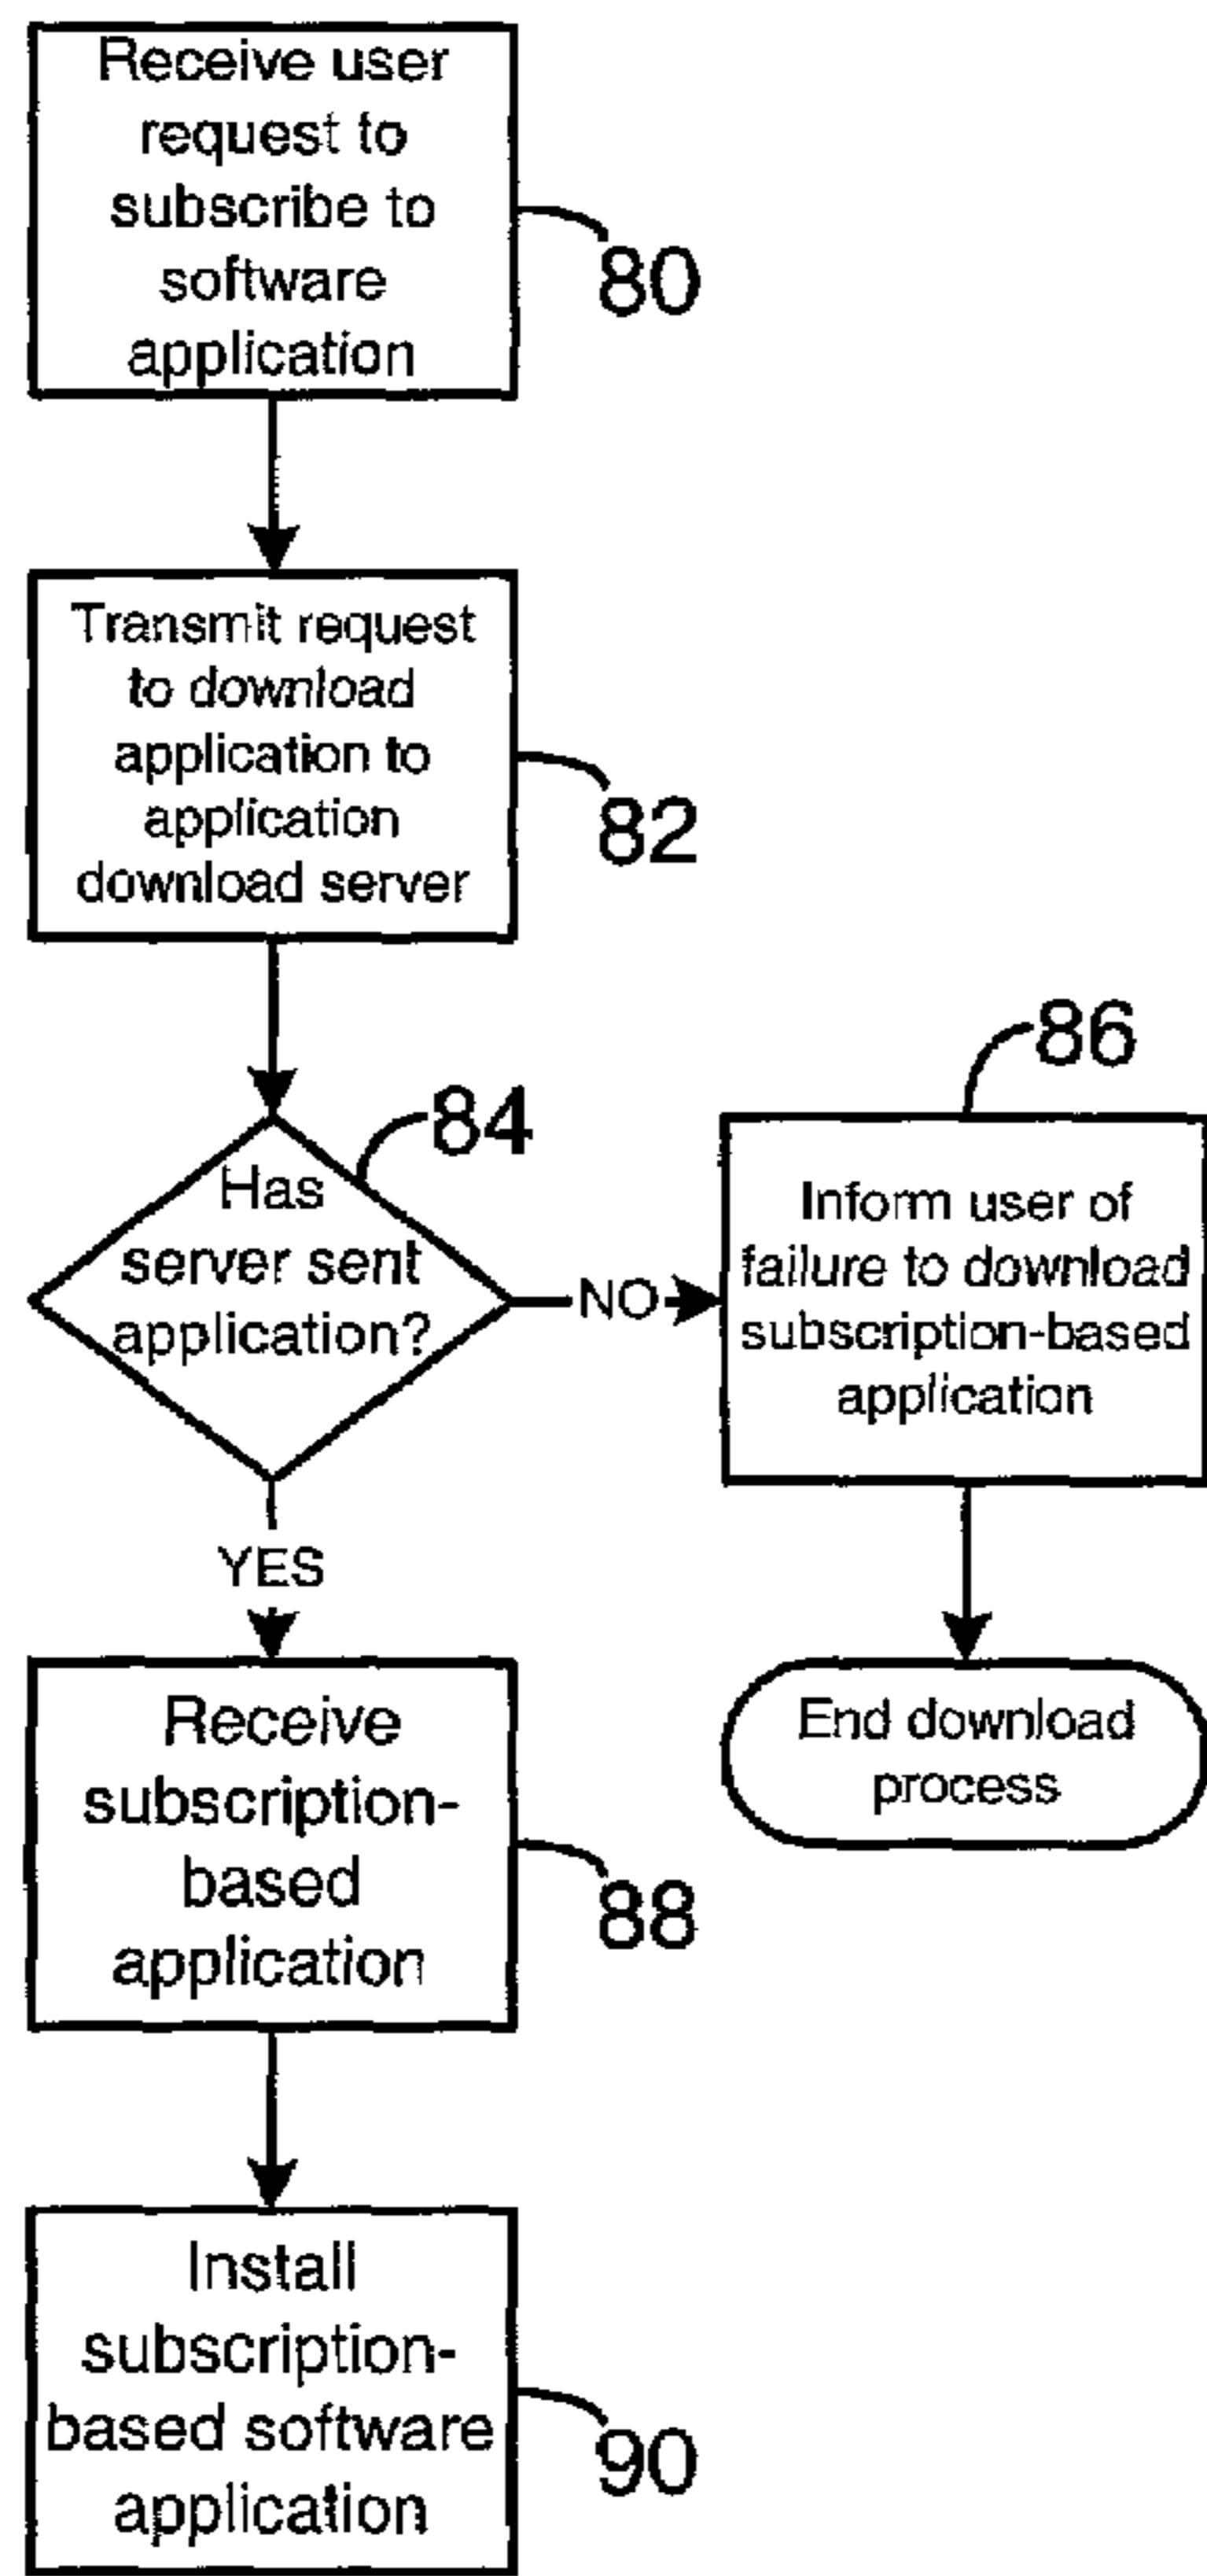 Receive user
request to
subscribe to
software
application
80
Transmit request
to download
application to
application
download server
82
84
Has
server sent
application?
NO
86
Inform user of
failure to download
subscription-based
application
YES
End download
process
Receive
subscription-
based
application
88
Install
subscription-
based software
application
90